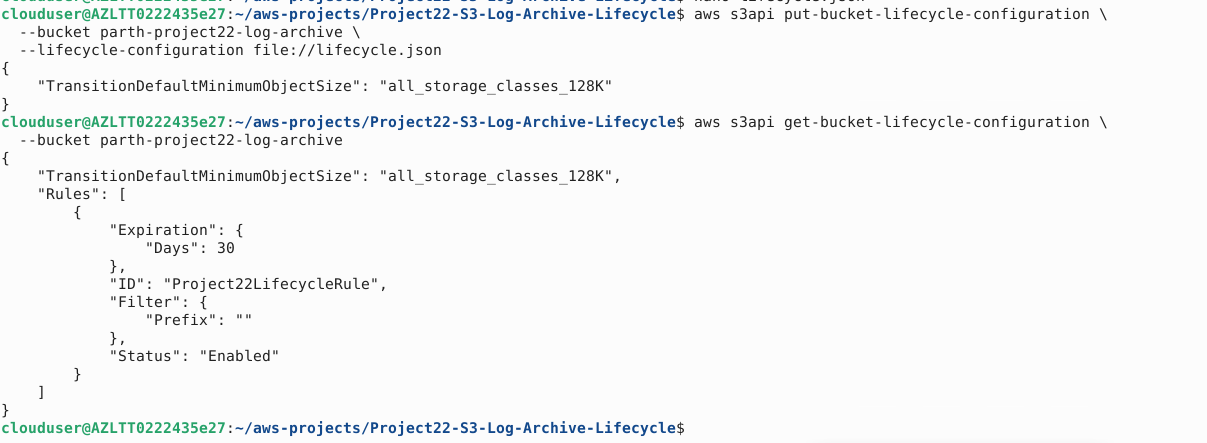 clouduser@AZLTT0222435e27:~/aws-projects/Project22-S3-Log-Archive-Lifecycle$ aws s3api put-bucket-lifecycle-configuration \
  --bucket parth-project22-log-archive \
  --lifecycle-configuration file://lifecycle.json
{
    "TransitionDefaultMinimumObjectSize": "all_storage_classes_128K"
}
clouduser@AZLTT0222435e27:~/aws-projects/Project22-S3-Log-Archive-Lifecycle$ aws s3api get-bucket-lifecycle-configuration \
  --bucket parth-project22-log-archive
{
    "TransitionDefaultMinimumObjectSize": "all_storage_classes_128K",
    "Rules": [
        {
            "Expiration": {
                "Days": 30
            },
            "ID": "Project22LifecycleRule",
            "Filter": {
                "Prefix": ""
            },
            "Status": "Enabled"
        }
    ]
}
clouduser@AZLTT0222435e27:~/aws-projects/Project22-S3-Log-Archive-Lifecycle$